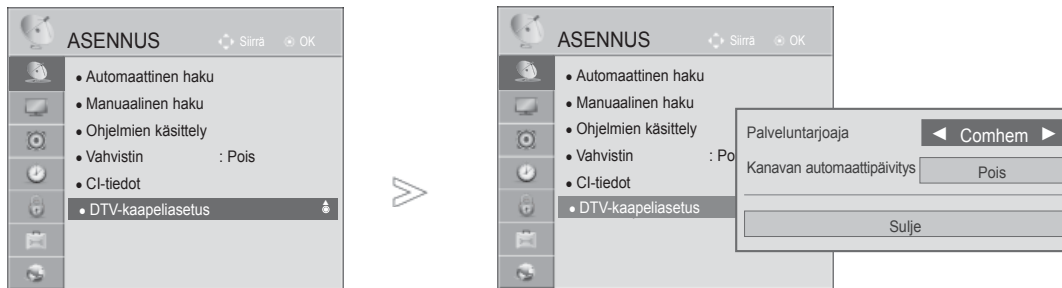 ASENNUS Siirrä OK
• Automaattinen haku
• Manuaalinen haku
• Ohjelmien käsittely
• Vahvistin : Pois
• CI-tiedot
• DTV-kaapeliasetus
ASENNUS Siirrä OK
• Automaattinen haku
• Manuaalinen haku
• Ohjelmien käsittely
• Vahvistin : Po
• CI-tiedot
• DTV-kaapeliasetus
Palveluntarjoaja ◀ Comhem ▶
Kanavan automaattipäivitys Pois
Sulje